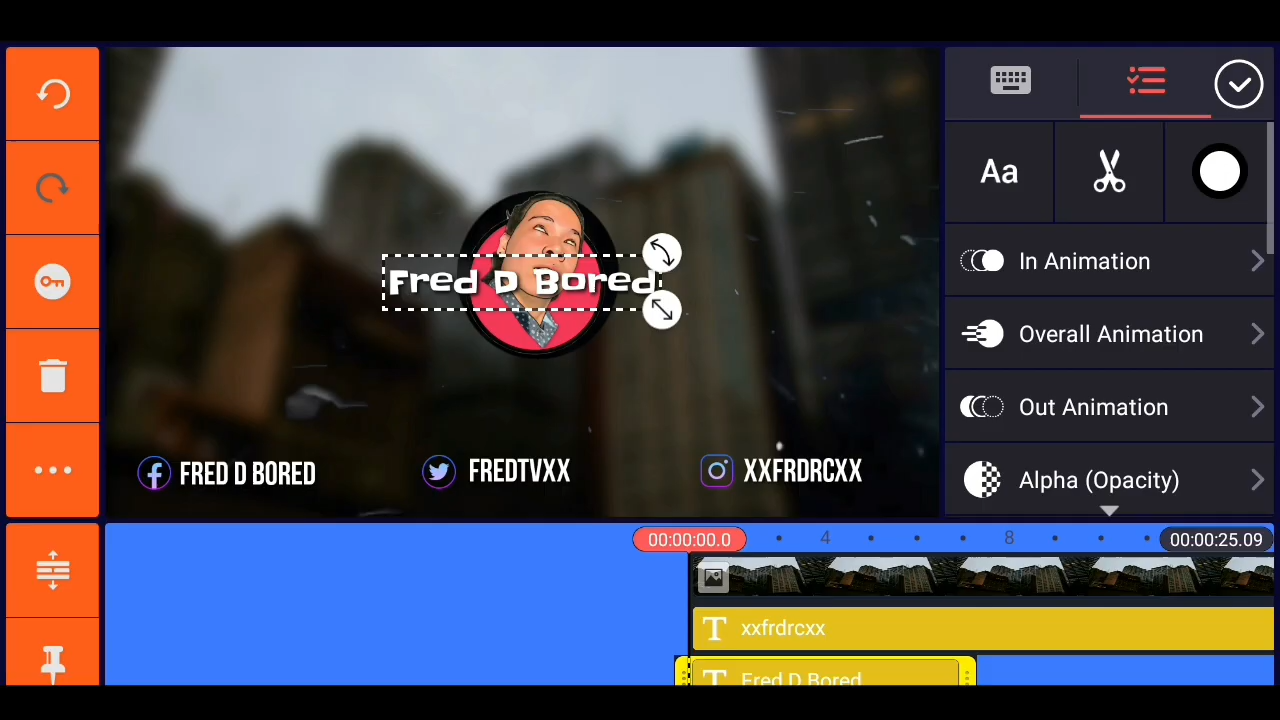 Aa
In Animation
Fred D Bored
Overall Animation
Out Animation
FRED D BORED
FREDTVXX
XXFRDRCXX
Alpha (Opacity)
00:00:00.0
4
8
00:00:25.09
T xxfrdrcxx
T Fred D Bored